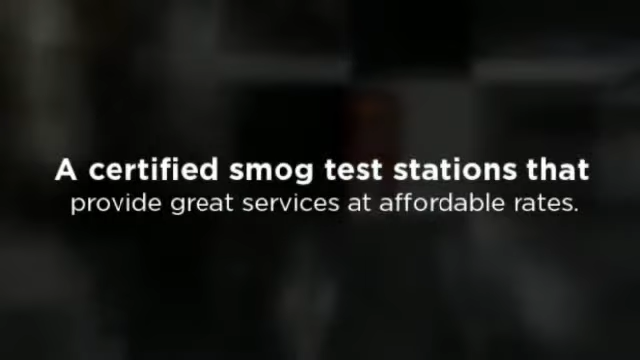 A certified smog test stations that
provide great services at affordable rates.